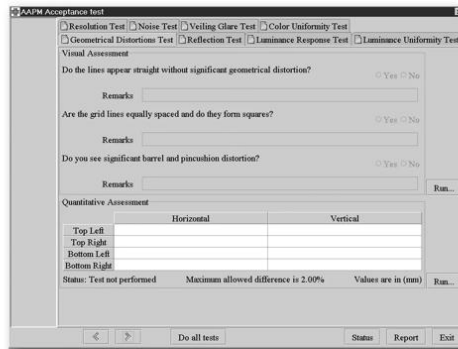 AAPM Acceptance test
Resolution Test Noise Test Veiling Glare Test Color Uniformity Test
Geometrical Distortions Test Reflection Test Luminance Response Test Luminance Uniformity Test
Visual Assessment
Do the lines appear straight without significant geometrical distortion?
Yes No
Remarks
Are the grid lines equally spaced and do they form squares?
Yes No
Remarks
Do you see significant barrel and pincushion distortion?
Yes No
Remarks
Run...
Quantitative Assessment
Horizontal Vertical
Top Left
Top Right
Bottom Left
Bottom Right
Status: Test not performed Maximum allowed difference is 2.00% Values are in (mm) Run...
Do all tests Status Report Exit